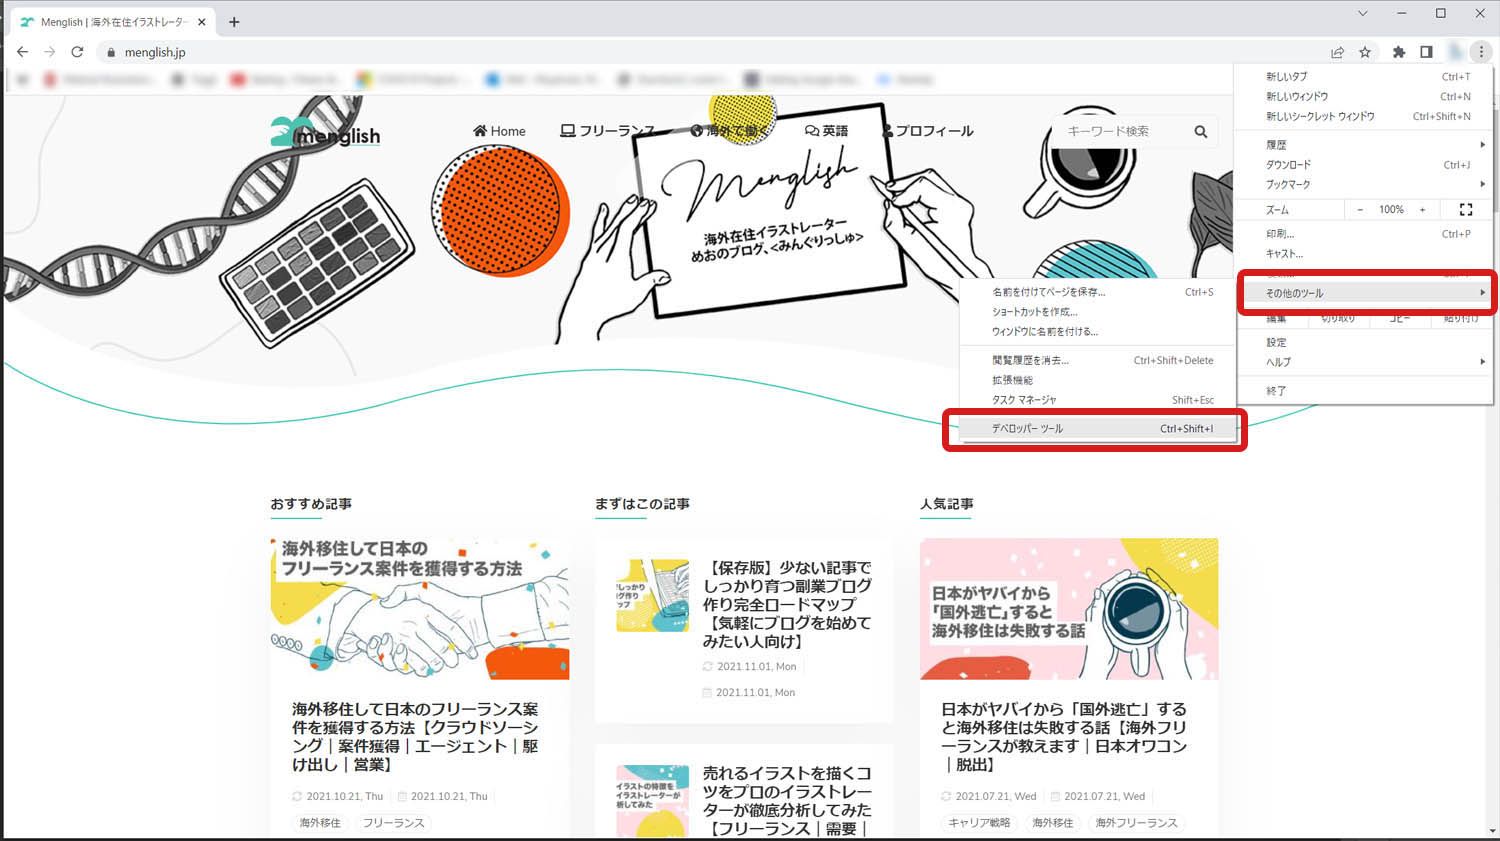 Menglish | 海外在住イラストレーター
menglish.jp
menglish
Home
フリーランス
海外で働く
英語
プロフィール
キーワード検索
Menglish
海外在住イラストレーター
めおのブログ、<みんぐりっしゅ>
新しいタブ Ctrl+T
新しいウィンドウ Ctrl+N
新しいシークレット ウィンドウ Ctrl+Shift+N
履歴
ダウンロード Ctrl+J
ブックマーク
ズーム - 100% +
印刷... Ctrl+P
キャスト...
その他のツール
編集 切り取り コピー 貼り付け
設定
ヘルプ
終了
名前を付けてページを保存... Ctrl+S
ショートカットを作成...
ウィンドウに名前を付ける...
閲覧履歴を消去... Ctrl+Shift+Delete
拡張機能
タスク マネージャ Shift+Esc
デベロッパー ツール Ctrl+Shift+I
おすすめ記事
海外移住して日本の
フリーランス案件を獲得する方法
海外移住して日本のフリーランス案
件を獲得する方法【クラウドソーシ
ング｜案件獲得｜エージェント｜駆
け出し｜営業】
2021.10.21, Thu 2021.10.21, Thu
海外移住 フリーランス
まずはこの記事
【保存版】少ない記事で
しっかり育つ副業ブログ
作り完全ロードマップ
【気軽にブログを始めて
みたい人向け】
2021.11.01, Mon
2021.11.01, Mon
イラストの特徴を
イラストレーターが
析してみた
売れるイラストを描くコ
ツをプロのイラストレー
ターが徹底分析してみた
【フリーランス｜需要｜
人気記事
日本がヤバイから
「国外逃亡」すると
海外移住は失敗する話
日本がヤバイから「国外逃亡」する
と海外移住は失敗する話【海外フリ
ーランスが教えます｜日本オワコン
｜脱出】
2021.07.21, Wed 2021.07.21, Wed
キャリア戦略 海外移住 海外フリーランス